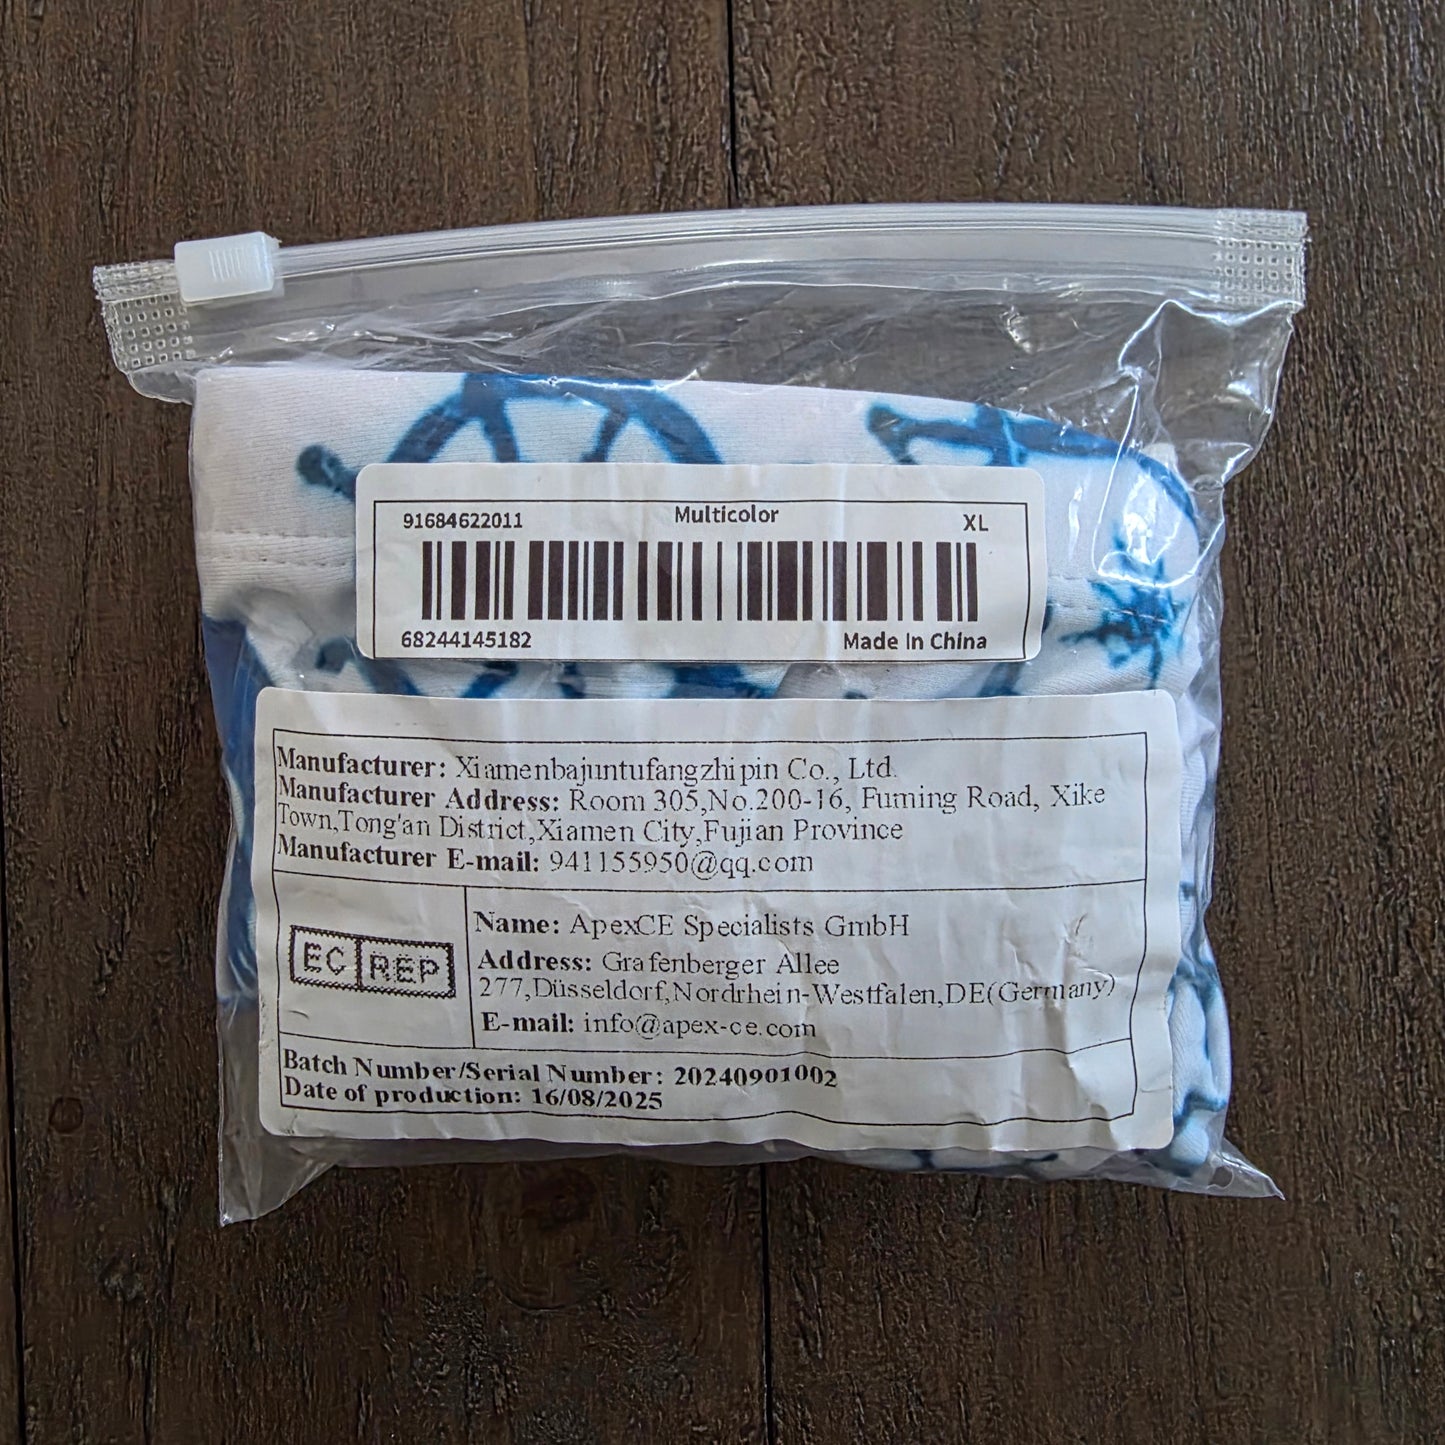 91684622011 Multicolor XL
68244145182 Made In China
Manufacturer: Xiamenbajuntufangzhipin Co., Ltd.
Manufacturer Address: Room 305,No.200-16, Fuming Road, Xike
Town,Tong'an District,Xiamen City,Fujian Province
Manufacturer E-mail: 941155950@qq.com
EC REP
Name: ApexCE Specialists GmbH
Address: Grafenberger Allee
277,Düsseldorf,Nordrhein-Westfalen,DE(Germany)
E-mail: info@apex-ce.com
Batch Number/Serial Number: 20240901002
Date of production: 16/08/2025